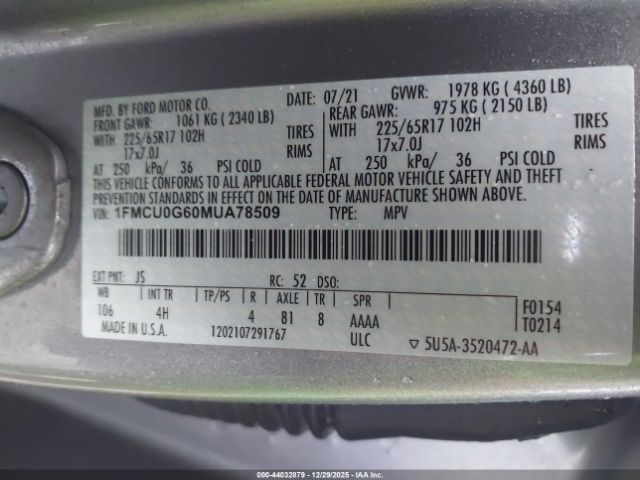 MFD. BY FORD MOTOR CO. DATE: 07/21 GVWR: 1978 KG ( 4360 LB)
FRONT GAWR: 1061 KG ( 2340 LB) REAR GAWR: 975 KG ( 2150 LB)
WITH 225/65R17 102H TIRES WITH 225/65R17 102H TIRES
17x7.0J RIMS 17x7.0J RIMS
AT 250 kPa/ 36 PSI COLD AT 250 kPa/ 36 PSI COLD
THIS VEHICLE CONFORMS TO ALL APPLICABLE FEDERAL MOTOR VEHICLE SAFETY AND THEFT
PREVENTION STANDARDS IN EFFECT ON THE DATE OF MANUFACTURE SHOWN ABOVE.
VIN: 1FMCU0G60MUA78509 TYPE: MPV
EXT PNT: JS RC: 52 DSO:
WB INT TR TP/PS R AXLE TR SPR F0154
106 4H 4 81 8 AAAA T0214
MADE IN U.S.A. 1202107291767 ULC ▽ 5U5A-3520472-AA
000-44032879 • 12/29/2025 • IAAI.COM